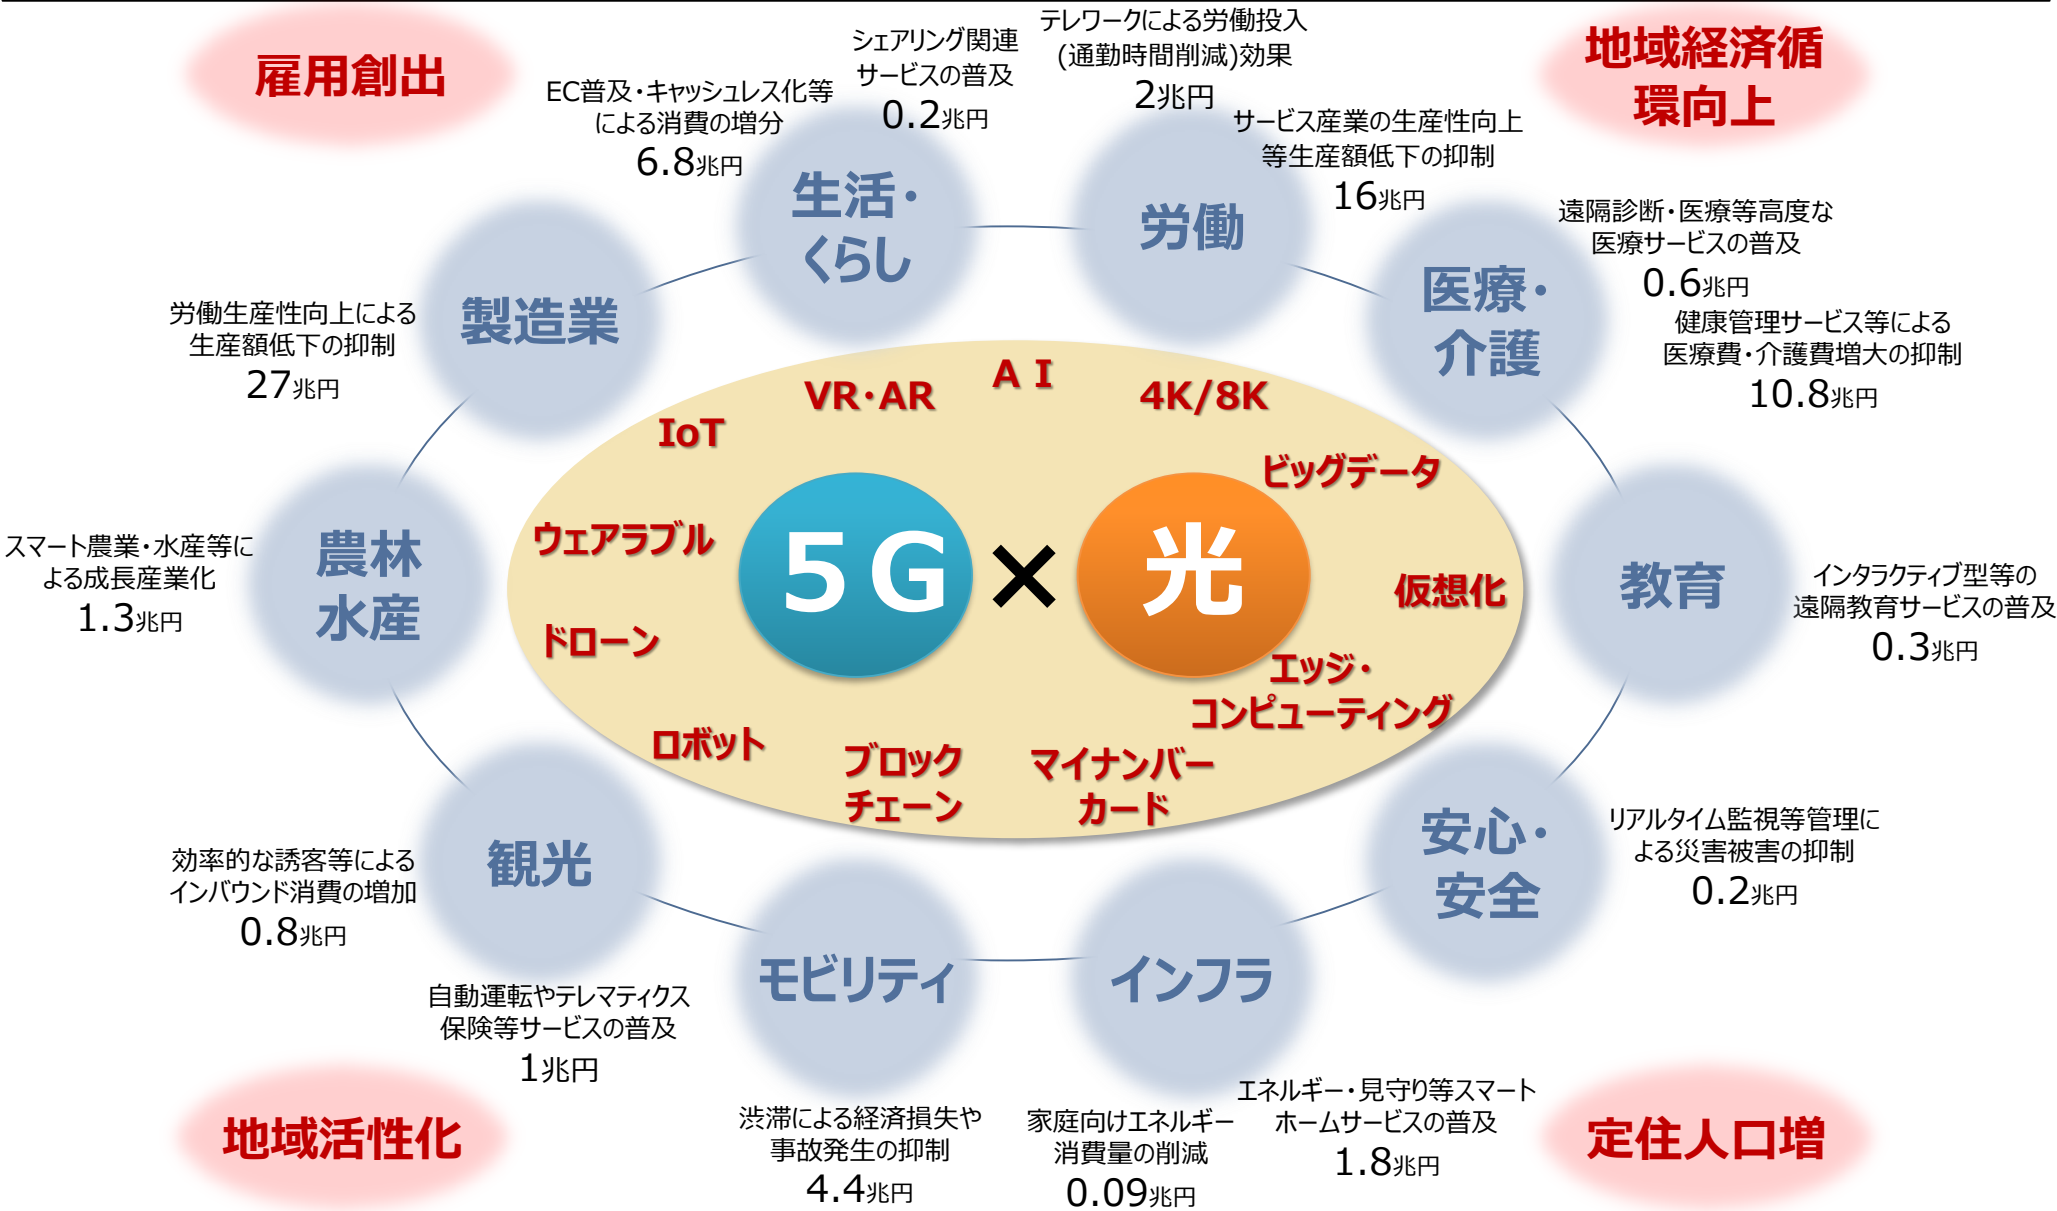 雇用創出
地域経済循
環向上
テレワークによる労働投入
(通勤時間削減)効果
2兆円
シェアリング関連
サービスの普及
0.2兆円
EC普及・キャッシュレス化等
による消費の増分
6.8兆円
サービス産業の生産性向上
等生産額低下の抑制
16兆円
生活・
くらし
労働
遠隔診断・医療等高度な
医療サービスの普及
0.6兆円
健康管理サービス等による
医療費・介護費増大の抑制
10.8兆円
医療・
介護
製造業
労働生産性向上による
生産額低下の抑制
27兆円
AI
VR・AR
4K/8K
IoT
ビッグデータ
ウェアラブル
5G
×
光
仮想化
ドローン
エッジ・
コンピューティング
ロボット
ブロック
チェーン
マイナンバー
カード
農林
水産
スマート農業・水産等に
よる成長産業化
1.3兆円
教育
インタラクティブ型等の
遠隔教育サービスの普及
0.3兆円
観光
効率的な誘客等による
インバウンド消費の増加
0.8兆円
安心・
安全
リアルタイム監視等管理に
よる災害被害の抑制
0.2兆円
モビリティ
インフラ
自動運転やテレマティクス
保険等サービスの普及
1兆円
渋滞による経済損失や
事故発生の抑制
4.4兆円
家庭向けエネルギー
消費量の削減
0.09兆円
エネルギー・見守り等スマート
ホームサービスの普及
1.8兆円
地域活性化
定住人口増